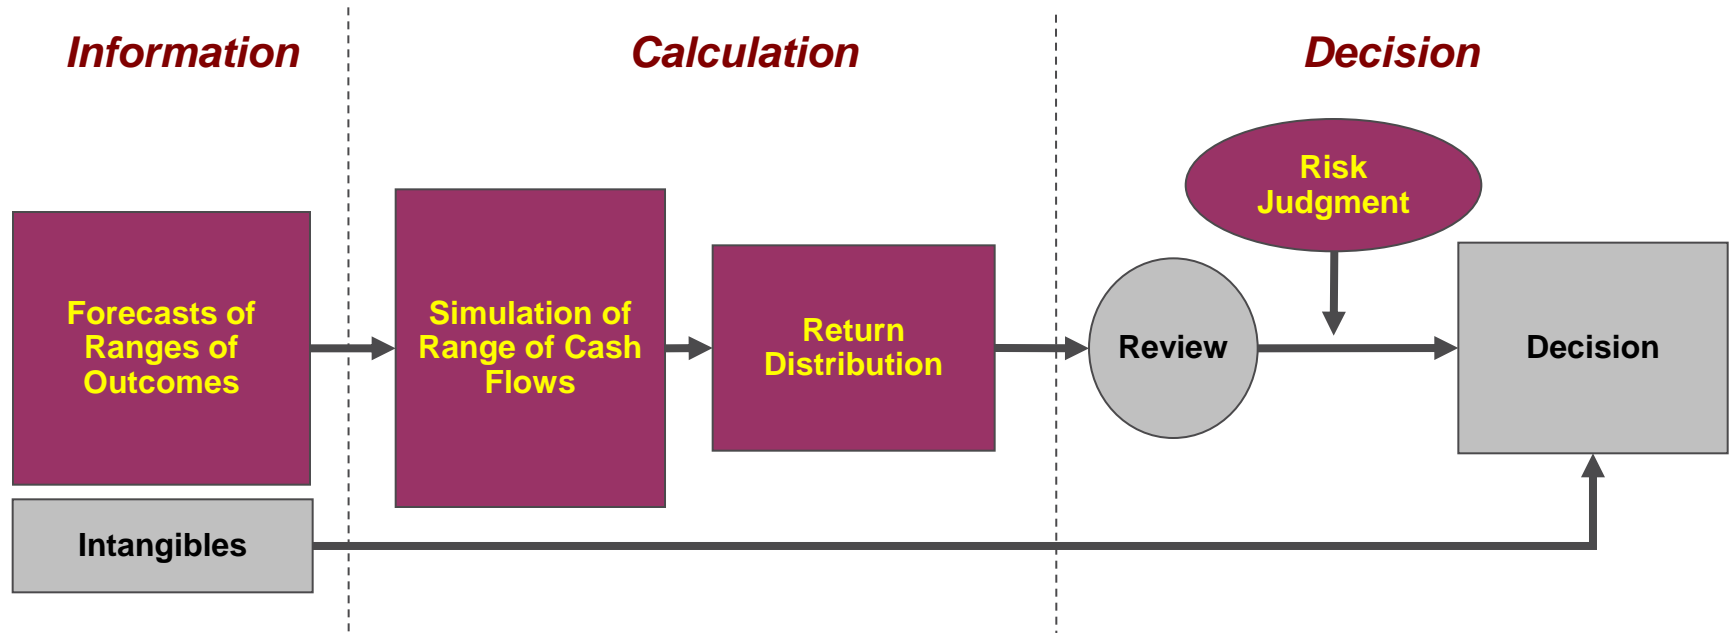 Information
Calculation
Decision
Risk
Judgment
Forecasts of
Ranges of
Outcomes
Simulation of
Range of Cash
Flows
Return
Distribution
Review
Decision
Intangibles